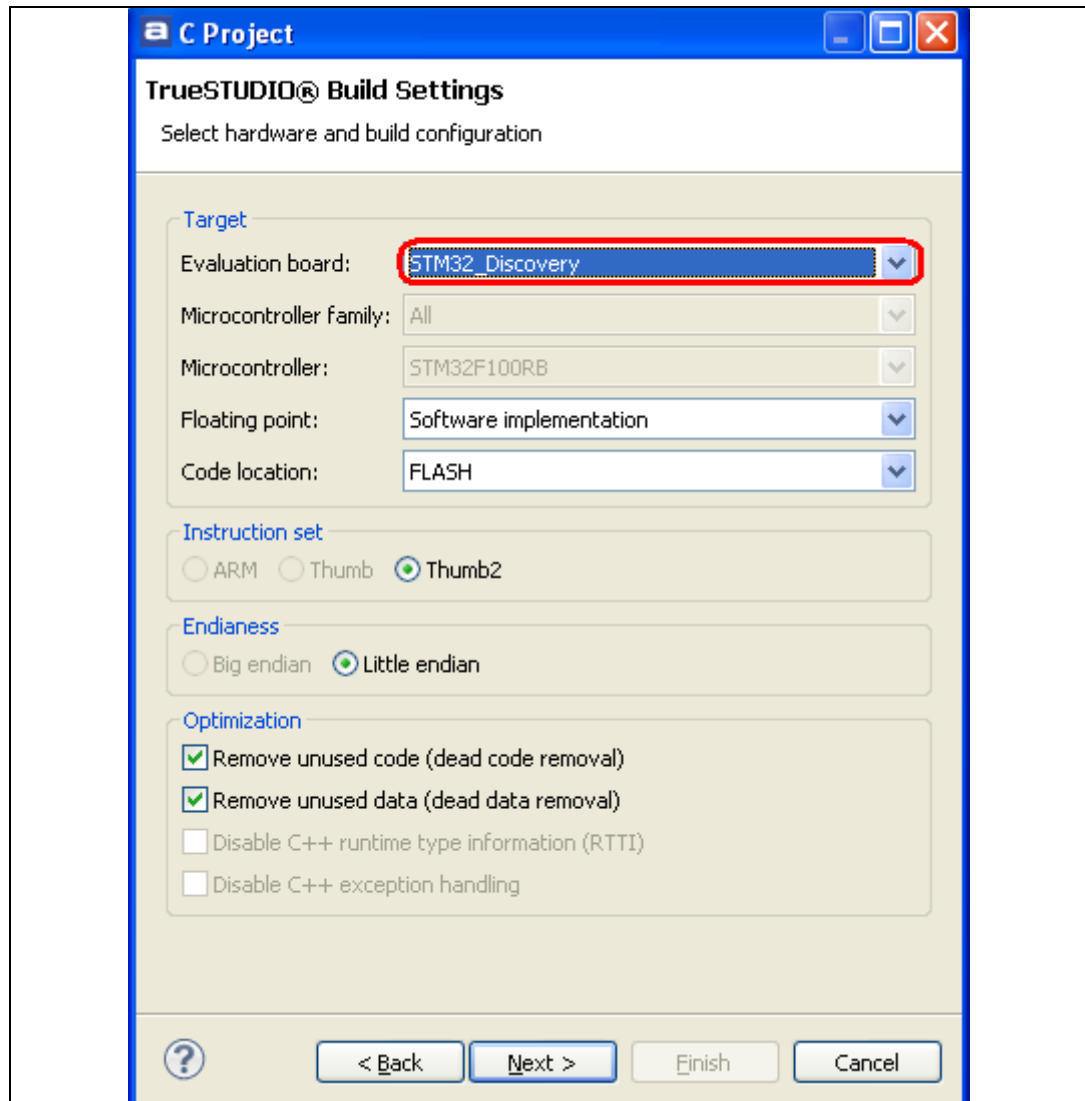 a C Project
TrueSTUDIO® Build Settings
Select hardware and build configuration
Target
Evaluation board: STM32_Discovery
Microcontroller family: All
Microcontroller: STM32F100RB
Floating point: Software implementation
Code location: FLASH
Instruction set
ARM Thumb Thumb2
Endianess
Big endian Little endian
Optimization
Remove unused code (dead code removal)
Remove unused data (dead data removal)
Disable C++ runtime type information (RTTI)
Disable C++ exception handling
? < Back Next > Finish Cancel